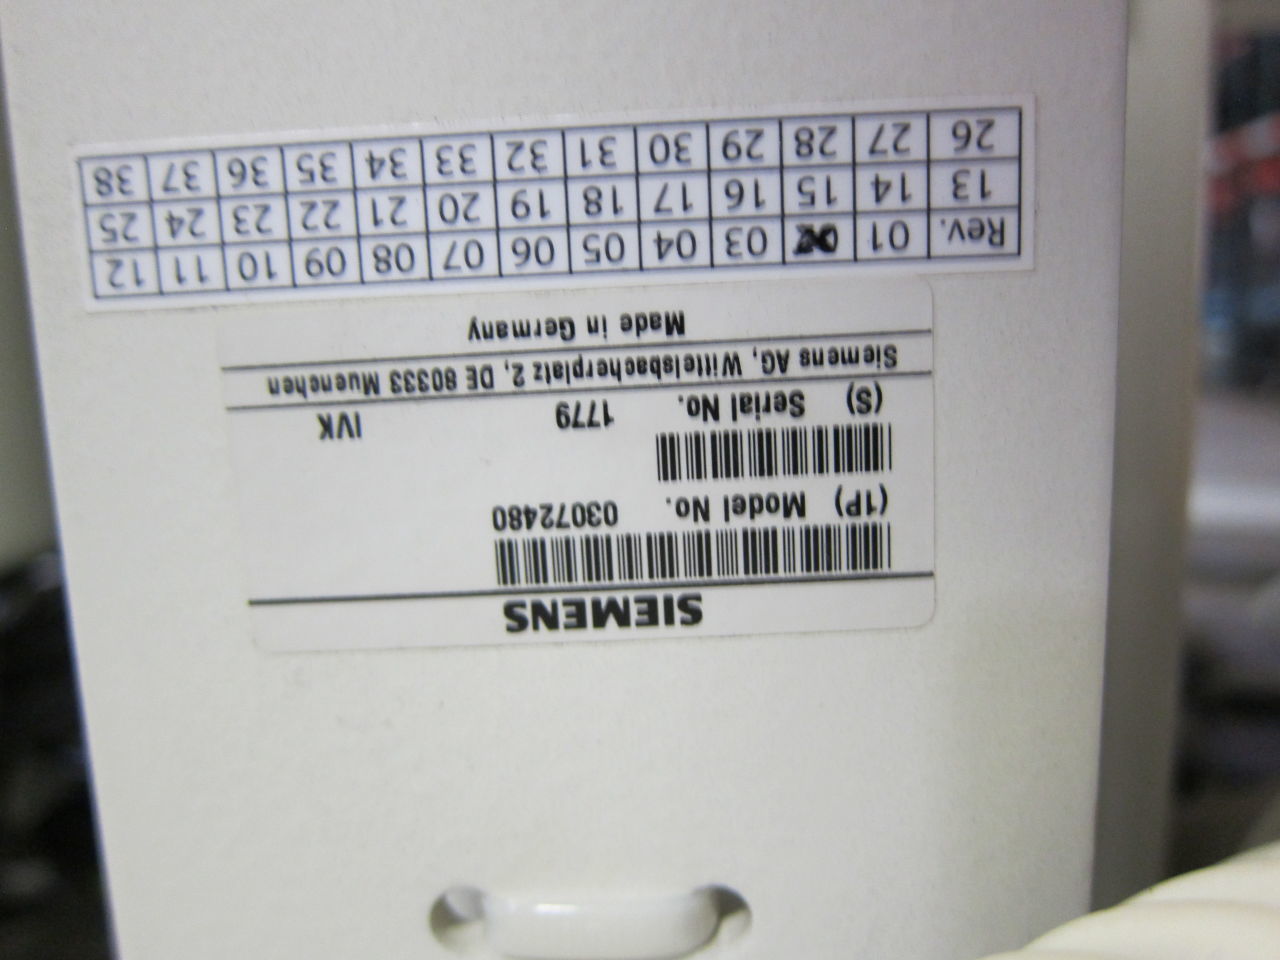 SIEMENS
(1P) Model No. 03072480
(S) Serial No. 1779 IVK
Siemens AG, Wittelsbacherplatz 2, DE 80333 Muenchen
Made in Germany
Rev. 01 03 04 05 06 07 08 09 10 11 12
13 14 15 16 17 18 19 20 21 22 23 24 25
26 27 28 29 30 31 32 33 34 35 36 37 38